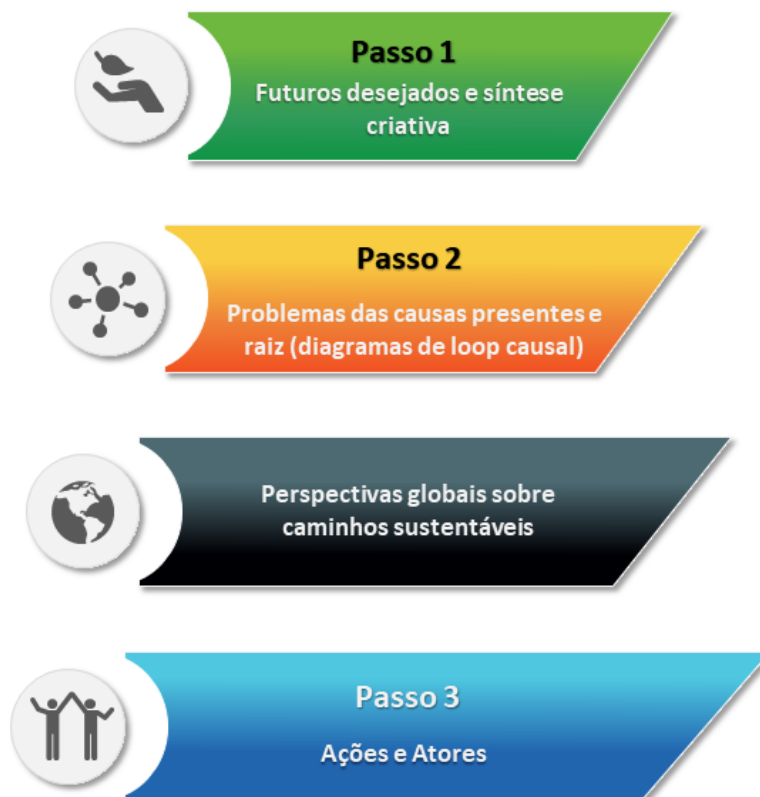 Passo 1
Futuros desejados e síntese
criativa
Passo 2
Problemas das causas presentes e
raiz (diagramas de loop causal)
Perspectivas globais sobre
caminhos sustentáveis
Passo 3
Ações e Atores